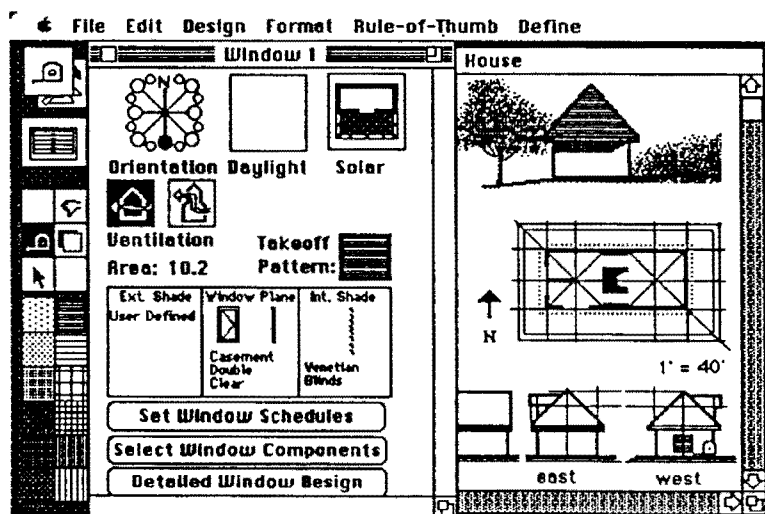 File Edit Design Format Rule-of-Thumb Define
Window 1
House
N
Orientation Daylight Solar
Ventilation
Takeoff
Pattern:
Area: 10.2
Ext. Shade
User Defined
Window Plane
Casement
Double
Clear
Int. Shade
Venetian
Blinds
Set Window Schedules
Select Window Components
Detailed Window Design
N
1" = 40'
east west